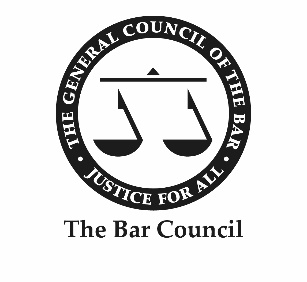 THE GENERAL COUNCIL OF THE BAR
• JUSTICE FOR ALL •
The Bar Council